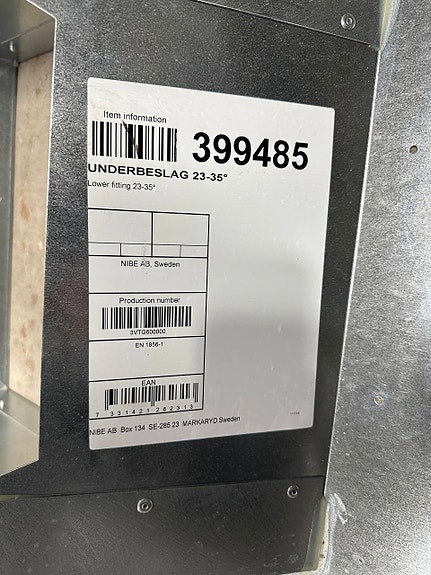 Item information
399485
UNDERBESLAG 23-35°
Lower fitting 23-35°
NIBE AB, Sweden
Production number
3VTG600000
EN 1856-1
EAN
7 331421 262313
NIBE AB Box 134 SE-285 23 MARKARYD Sweden